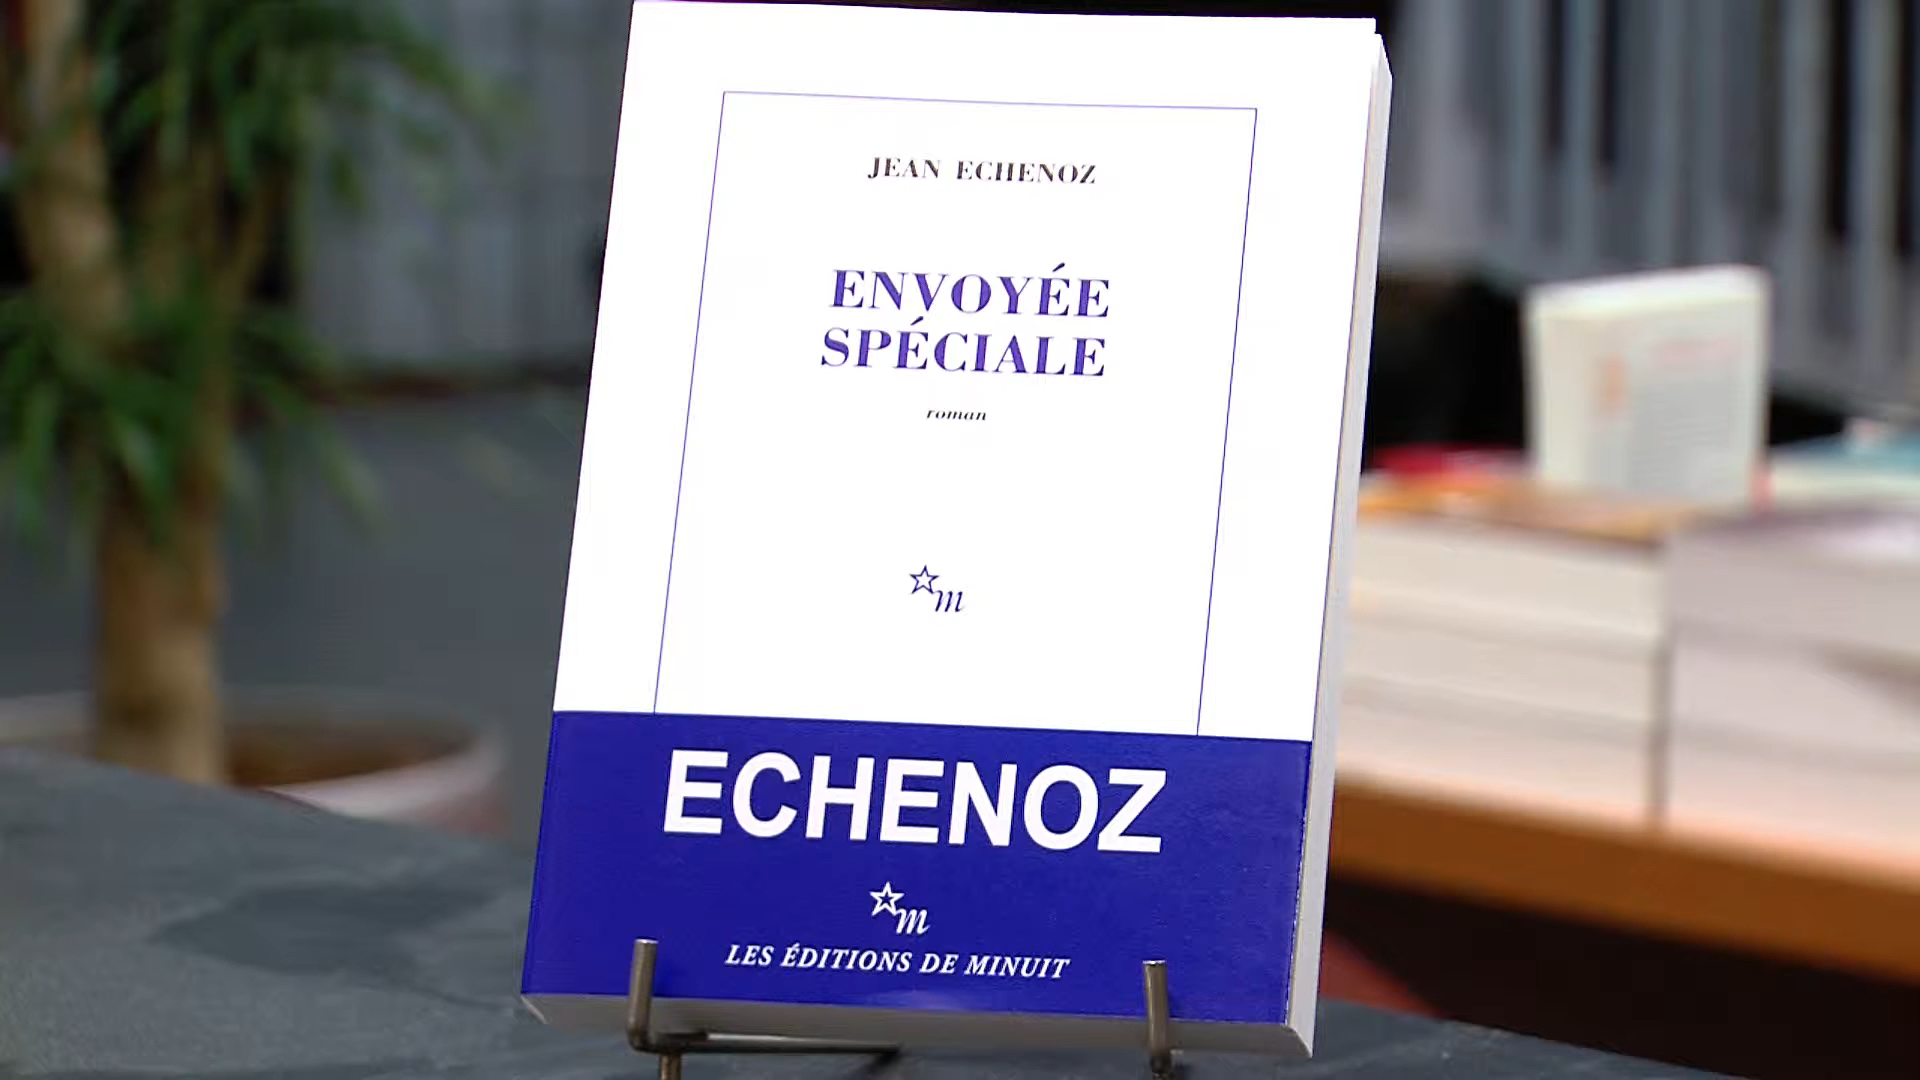 JEAN ECHENOZ
ENVOYÉE
SPÉCIALE
roman
m
ECHENOZ
m
LES ÉDITIONS DE MINUIT